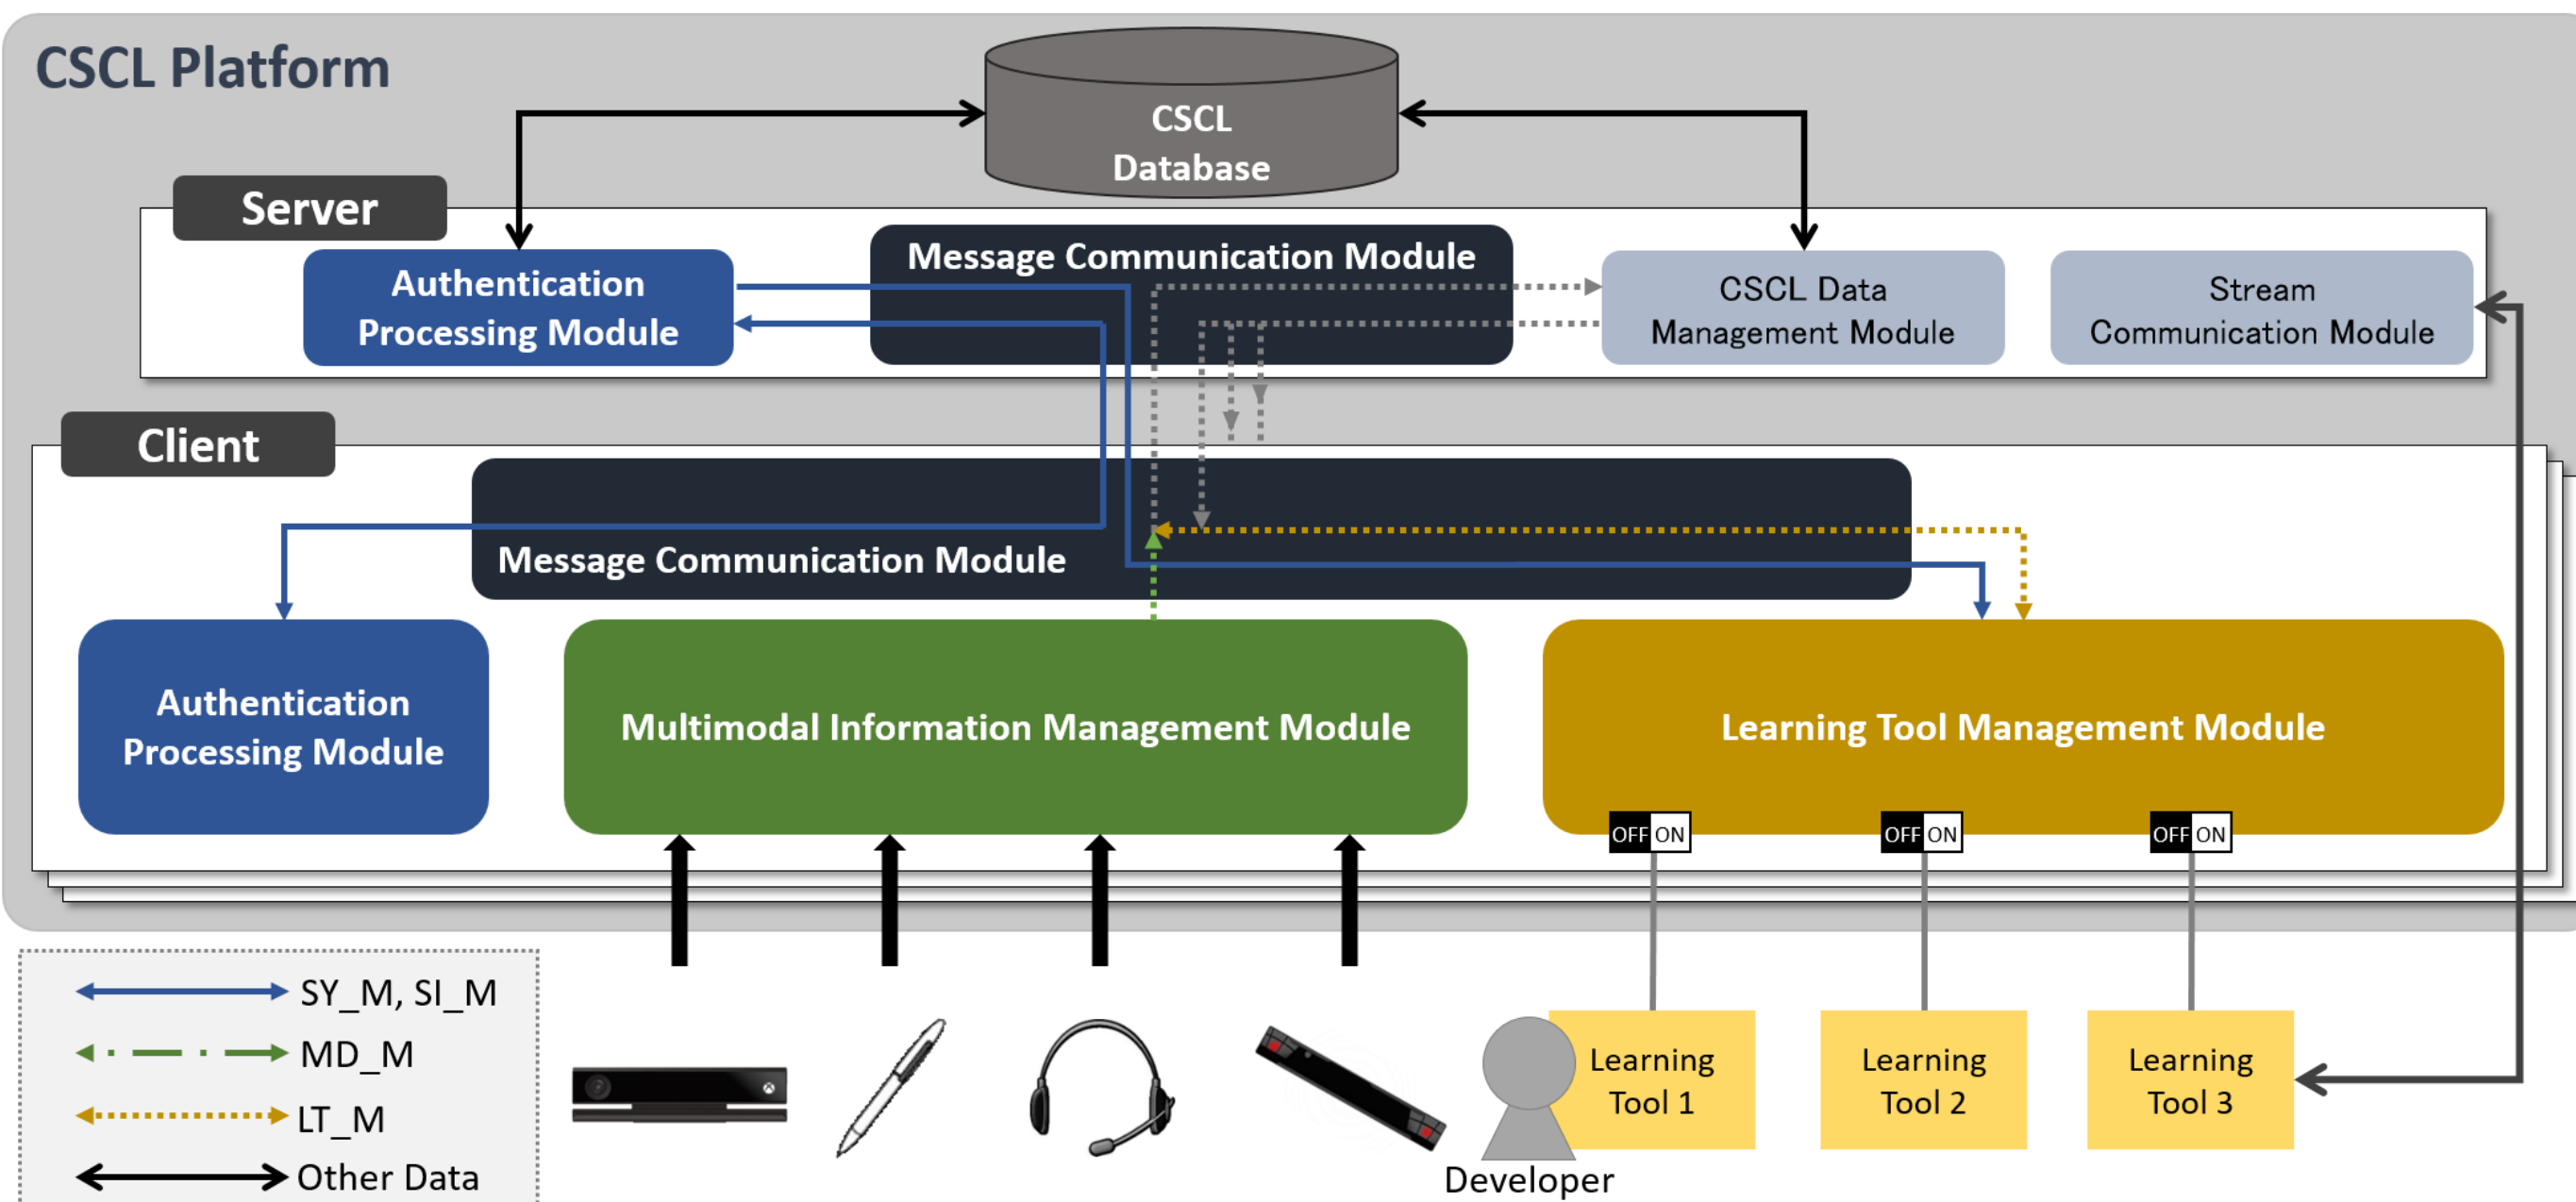 CSCL Platform
CSCL
Database
Server
Authentication
Processing Module
Message Communication Module
CSCL Data
Management Module
Stream
Communication Module
Client
Message Communication Module
Authentication
Processing Module
Multimodal Information Management Module
Learning Tool Management Module
OFF ON
OFF ON
OFF ON
SY_M, SI_M
MD_M
LT_M
Other Data
Developer
Learning
Tool 1
Learning
Tool 2
Learning
Tool 3